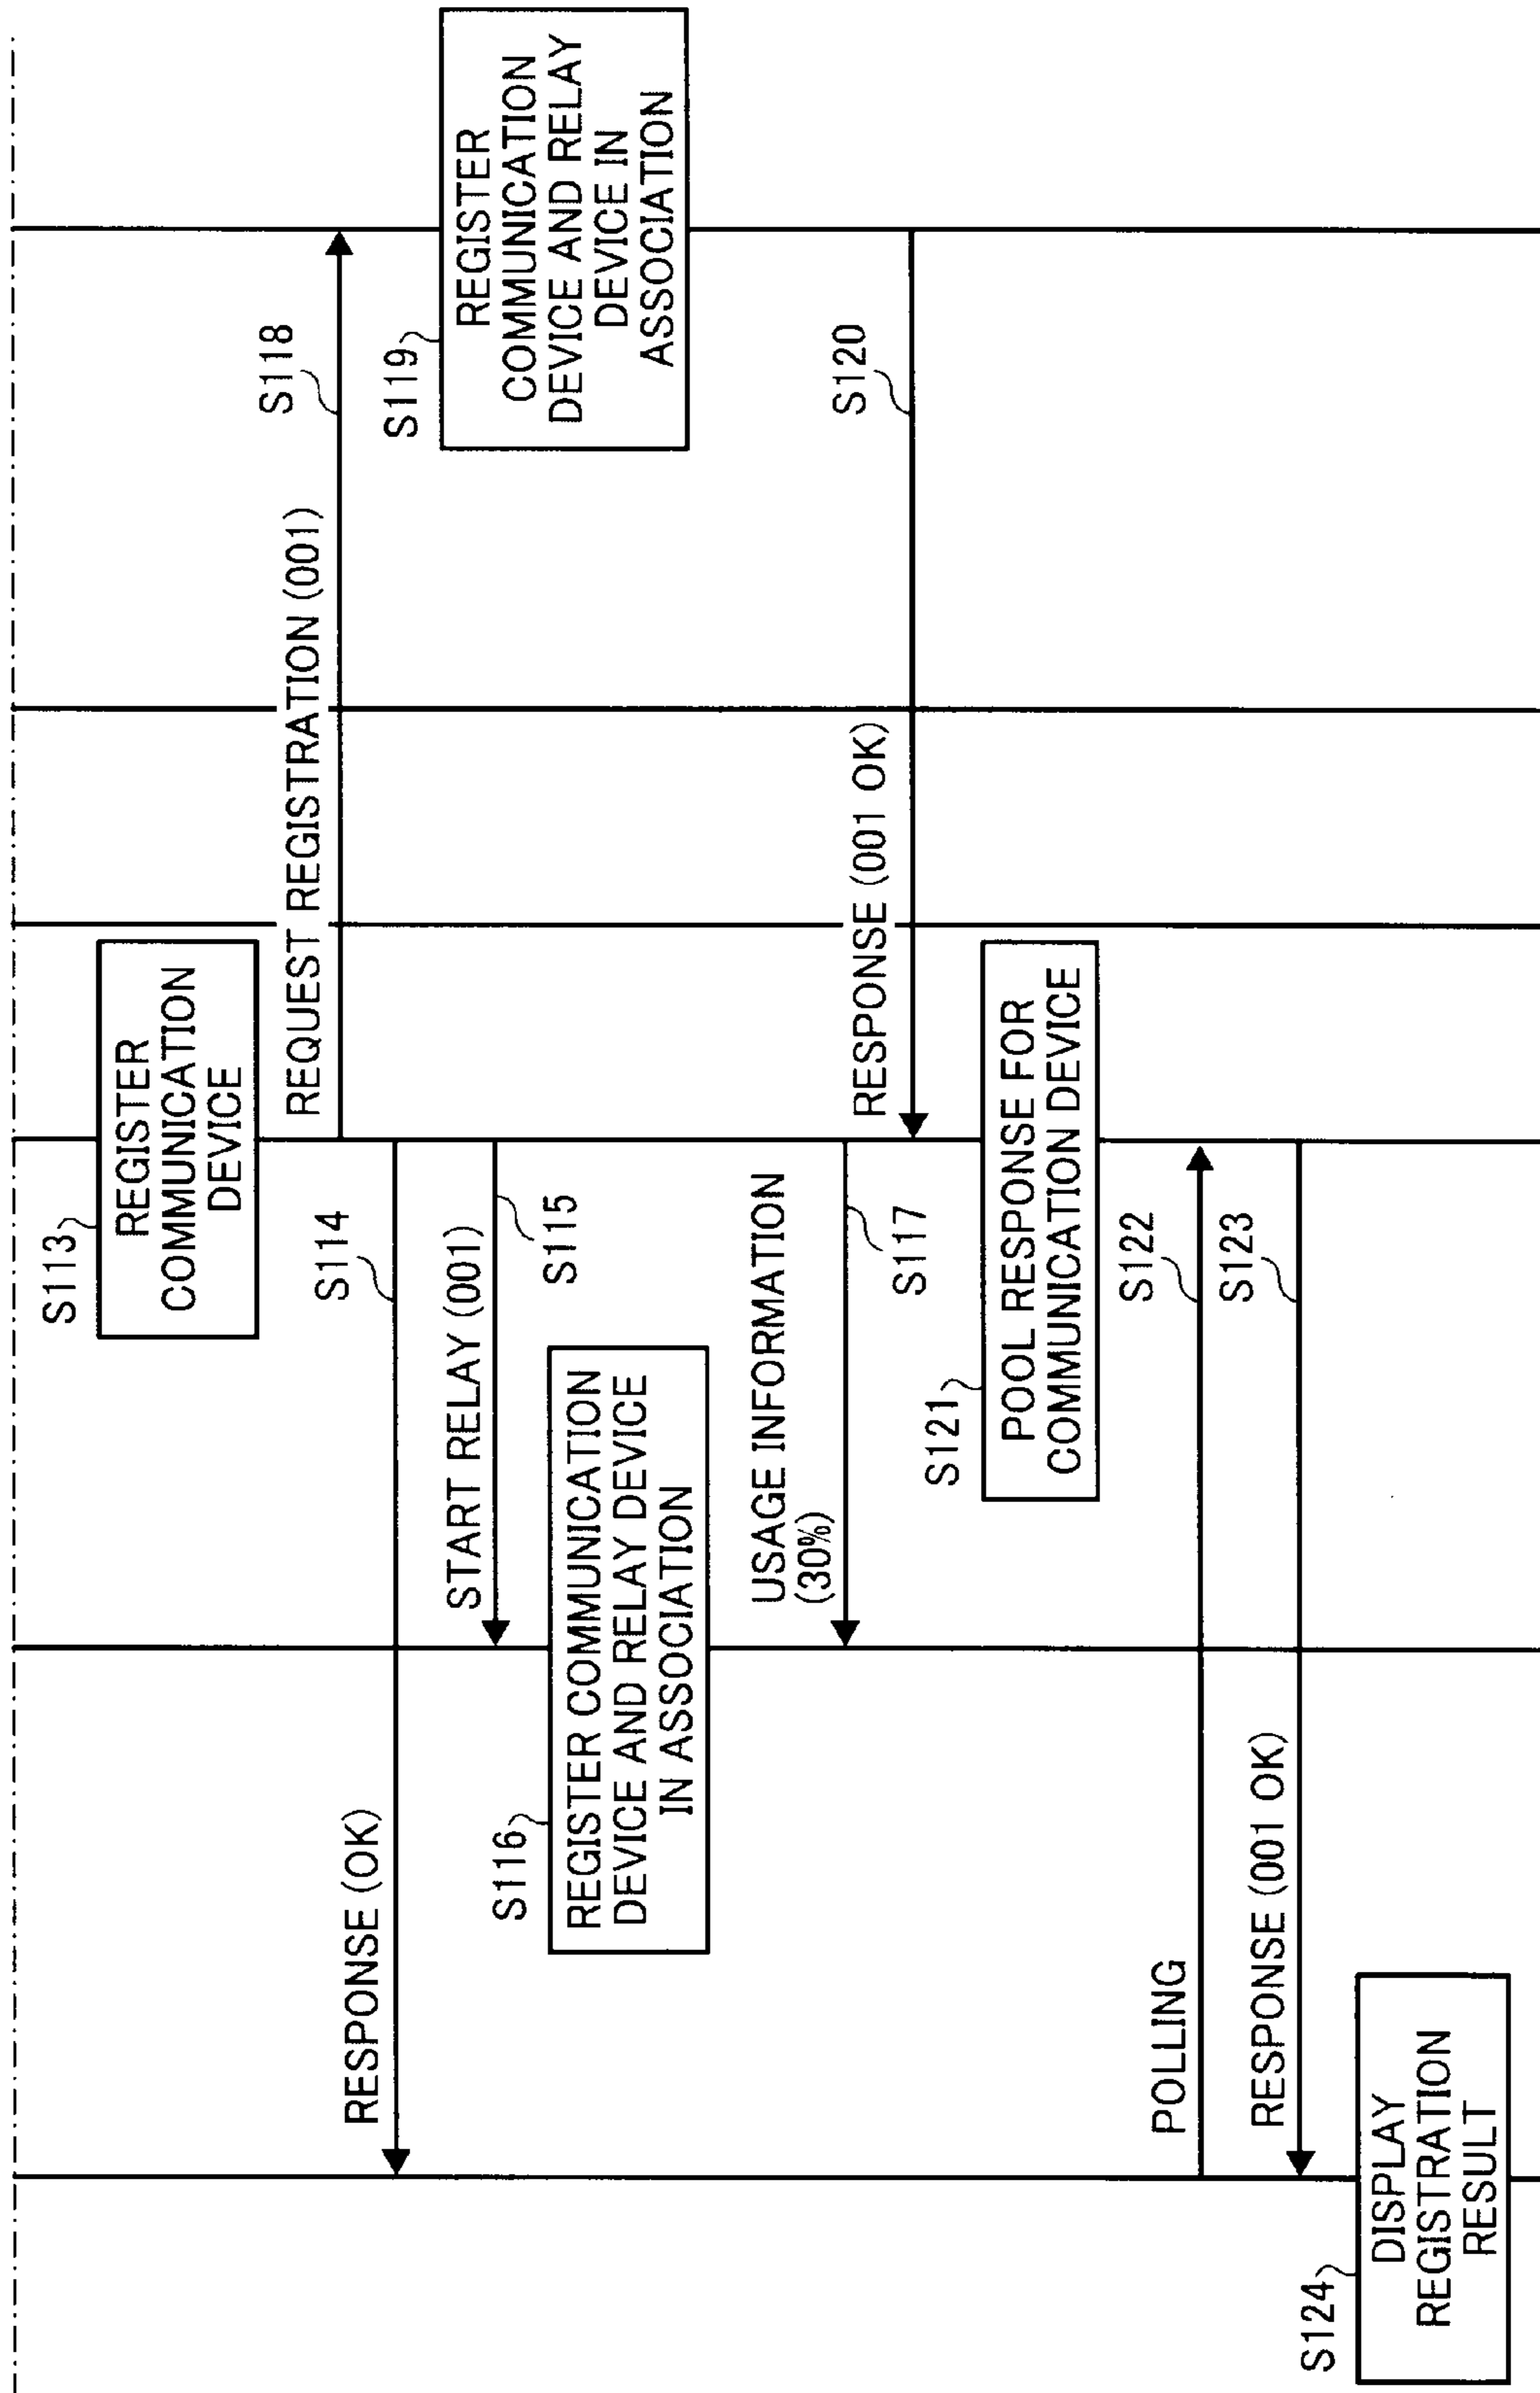 S113
REGISTER
COMMUNICATION
DEVICE
REQUEST REGISTRATION (001)
S118
RESPONSE (OK)
S114
S119
REGISTER
COMMUNICATION
DEVICE AND RELAY
DEVICE IN
ASSOCIATION
START RELAY (001)
S115
S116
REGISTER COMMUNICATION
DEVICE AND RELAY DEVICE
IN ASSOCIATION
USAGE INFORMATION
(30%)
S117
RESPONSE (001 OK)
S120
S121
POOL RESPONSE FOR
COMMUNICATION DEVICE
POLLING
S122
RESPONSE (001 OK)
S123
S124
DISPLAY
REGISTRATION
RESULT